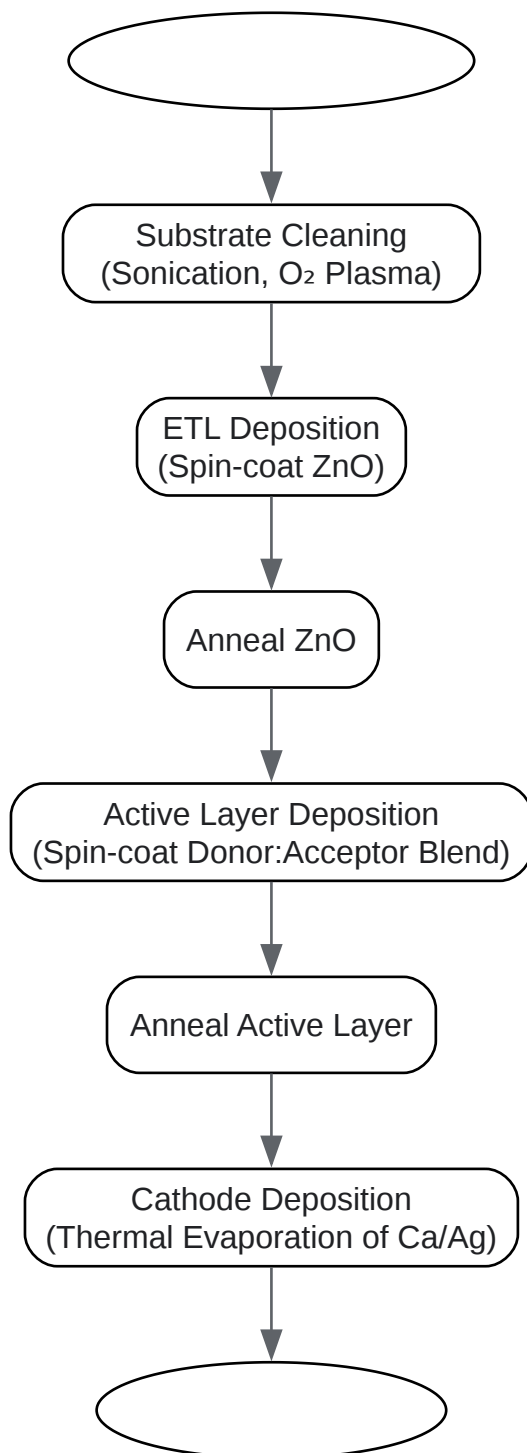 Substrate Cleaning
(Sonication, O₂ Plasma)
ETL Deposition
(Spin-coat ZnO)
Anneal ZnO
Active Layer Deposition
(Spin-coat Donor:Acceptor Blend)
Anneal Active Layer
Cathode Deposition
(Thermal Evaporation of Ca/Ag)